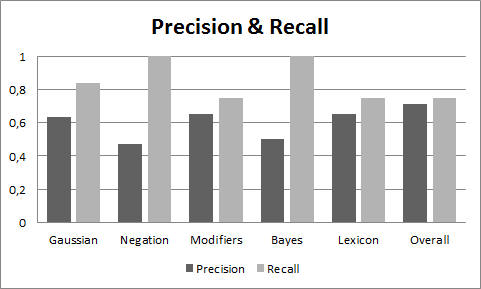 Precision & Recall
1
0,8
0,6
0,4
0,2
0
Gaussian Negation Modifiers Bayes Lexicon Overall
Precision Recall